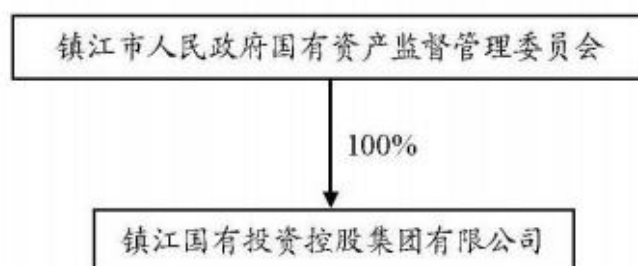 镇江市人民政府国有资产监督管理委员会
100%
镇江国有投资控股集团有限公司